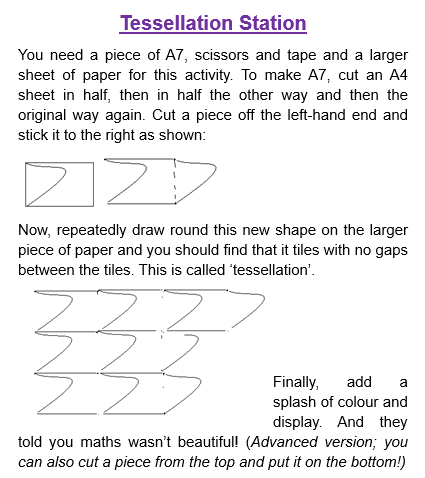 Tessellation Station
You need a piece of A7, scissors and tape and a larger
sheet of paper for this activity. To make A7, cut an A4
sheet in half, then in half the other way and then the
original way again. Cut a piece off the left-hand end and
stick it to the right as shown:
Now, repeatedly draw round this new shape on the larger
piece of paper and you should find that it tiles with no gaps
between the tiles. This is called ‘tessellation’.
Finally, add a
splash of colour and
display. And they
told you maths wasn’t beautiful! (Advanced version; you
can also cut a piece from the top and put it on the bottom!)